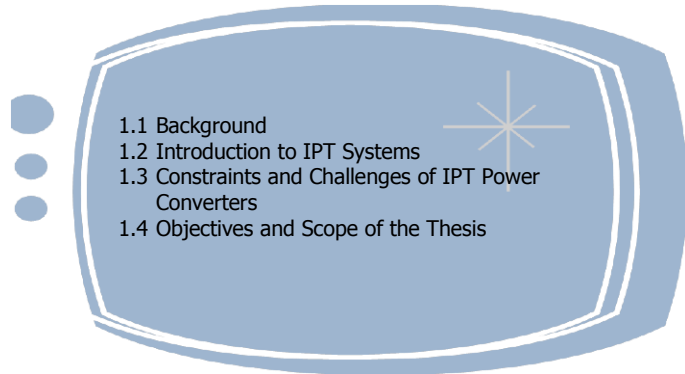 1.1 Background
1.2 Introduction to IPT Systems
1.3 Constraints and Challenges of IPT Power
Converters
1.4 Objectives and Scope of the Thesis